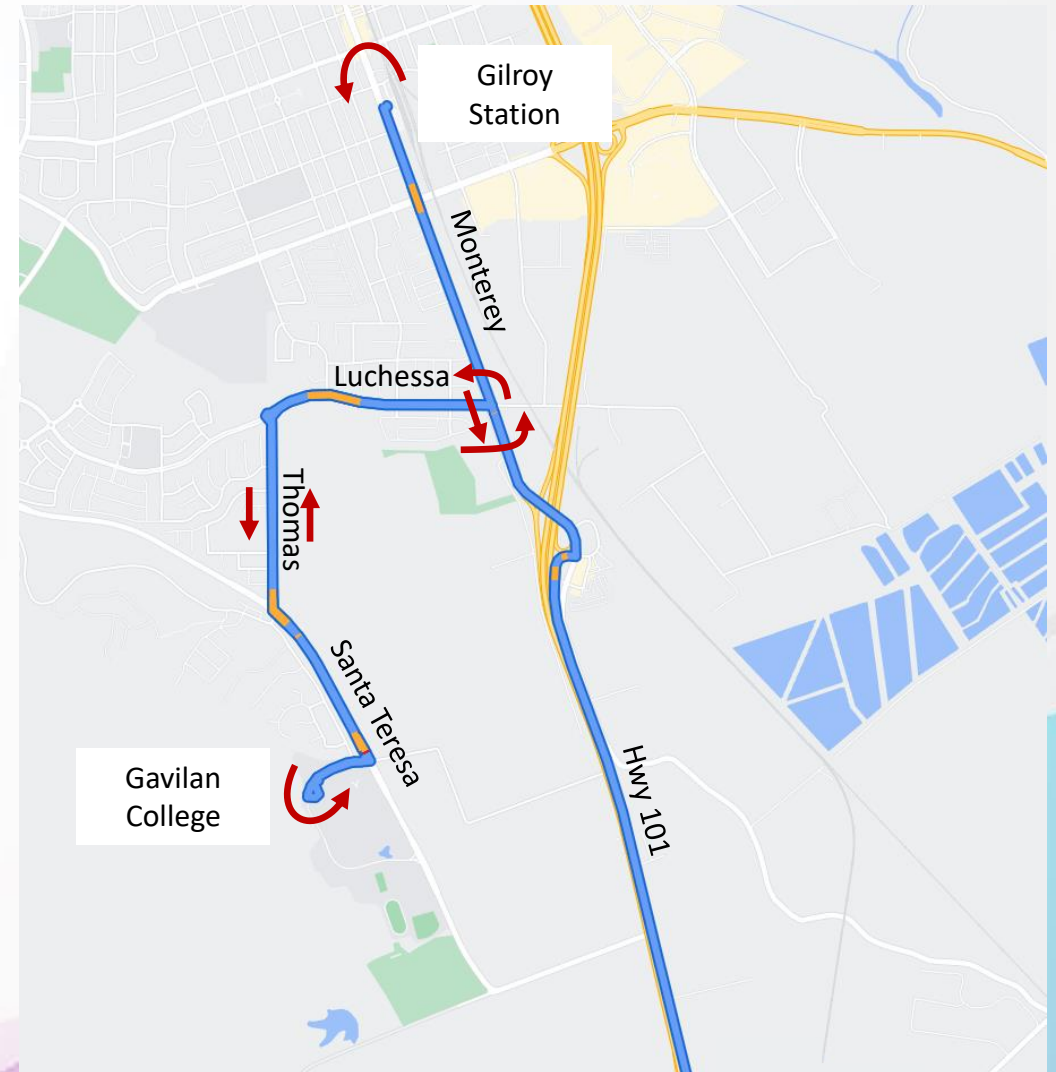 Gilroy
Station
Monterey
Luchessa
Thomas
Santa Teresa
Gavilan
College
Hwy 101